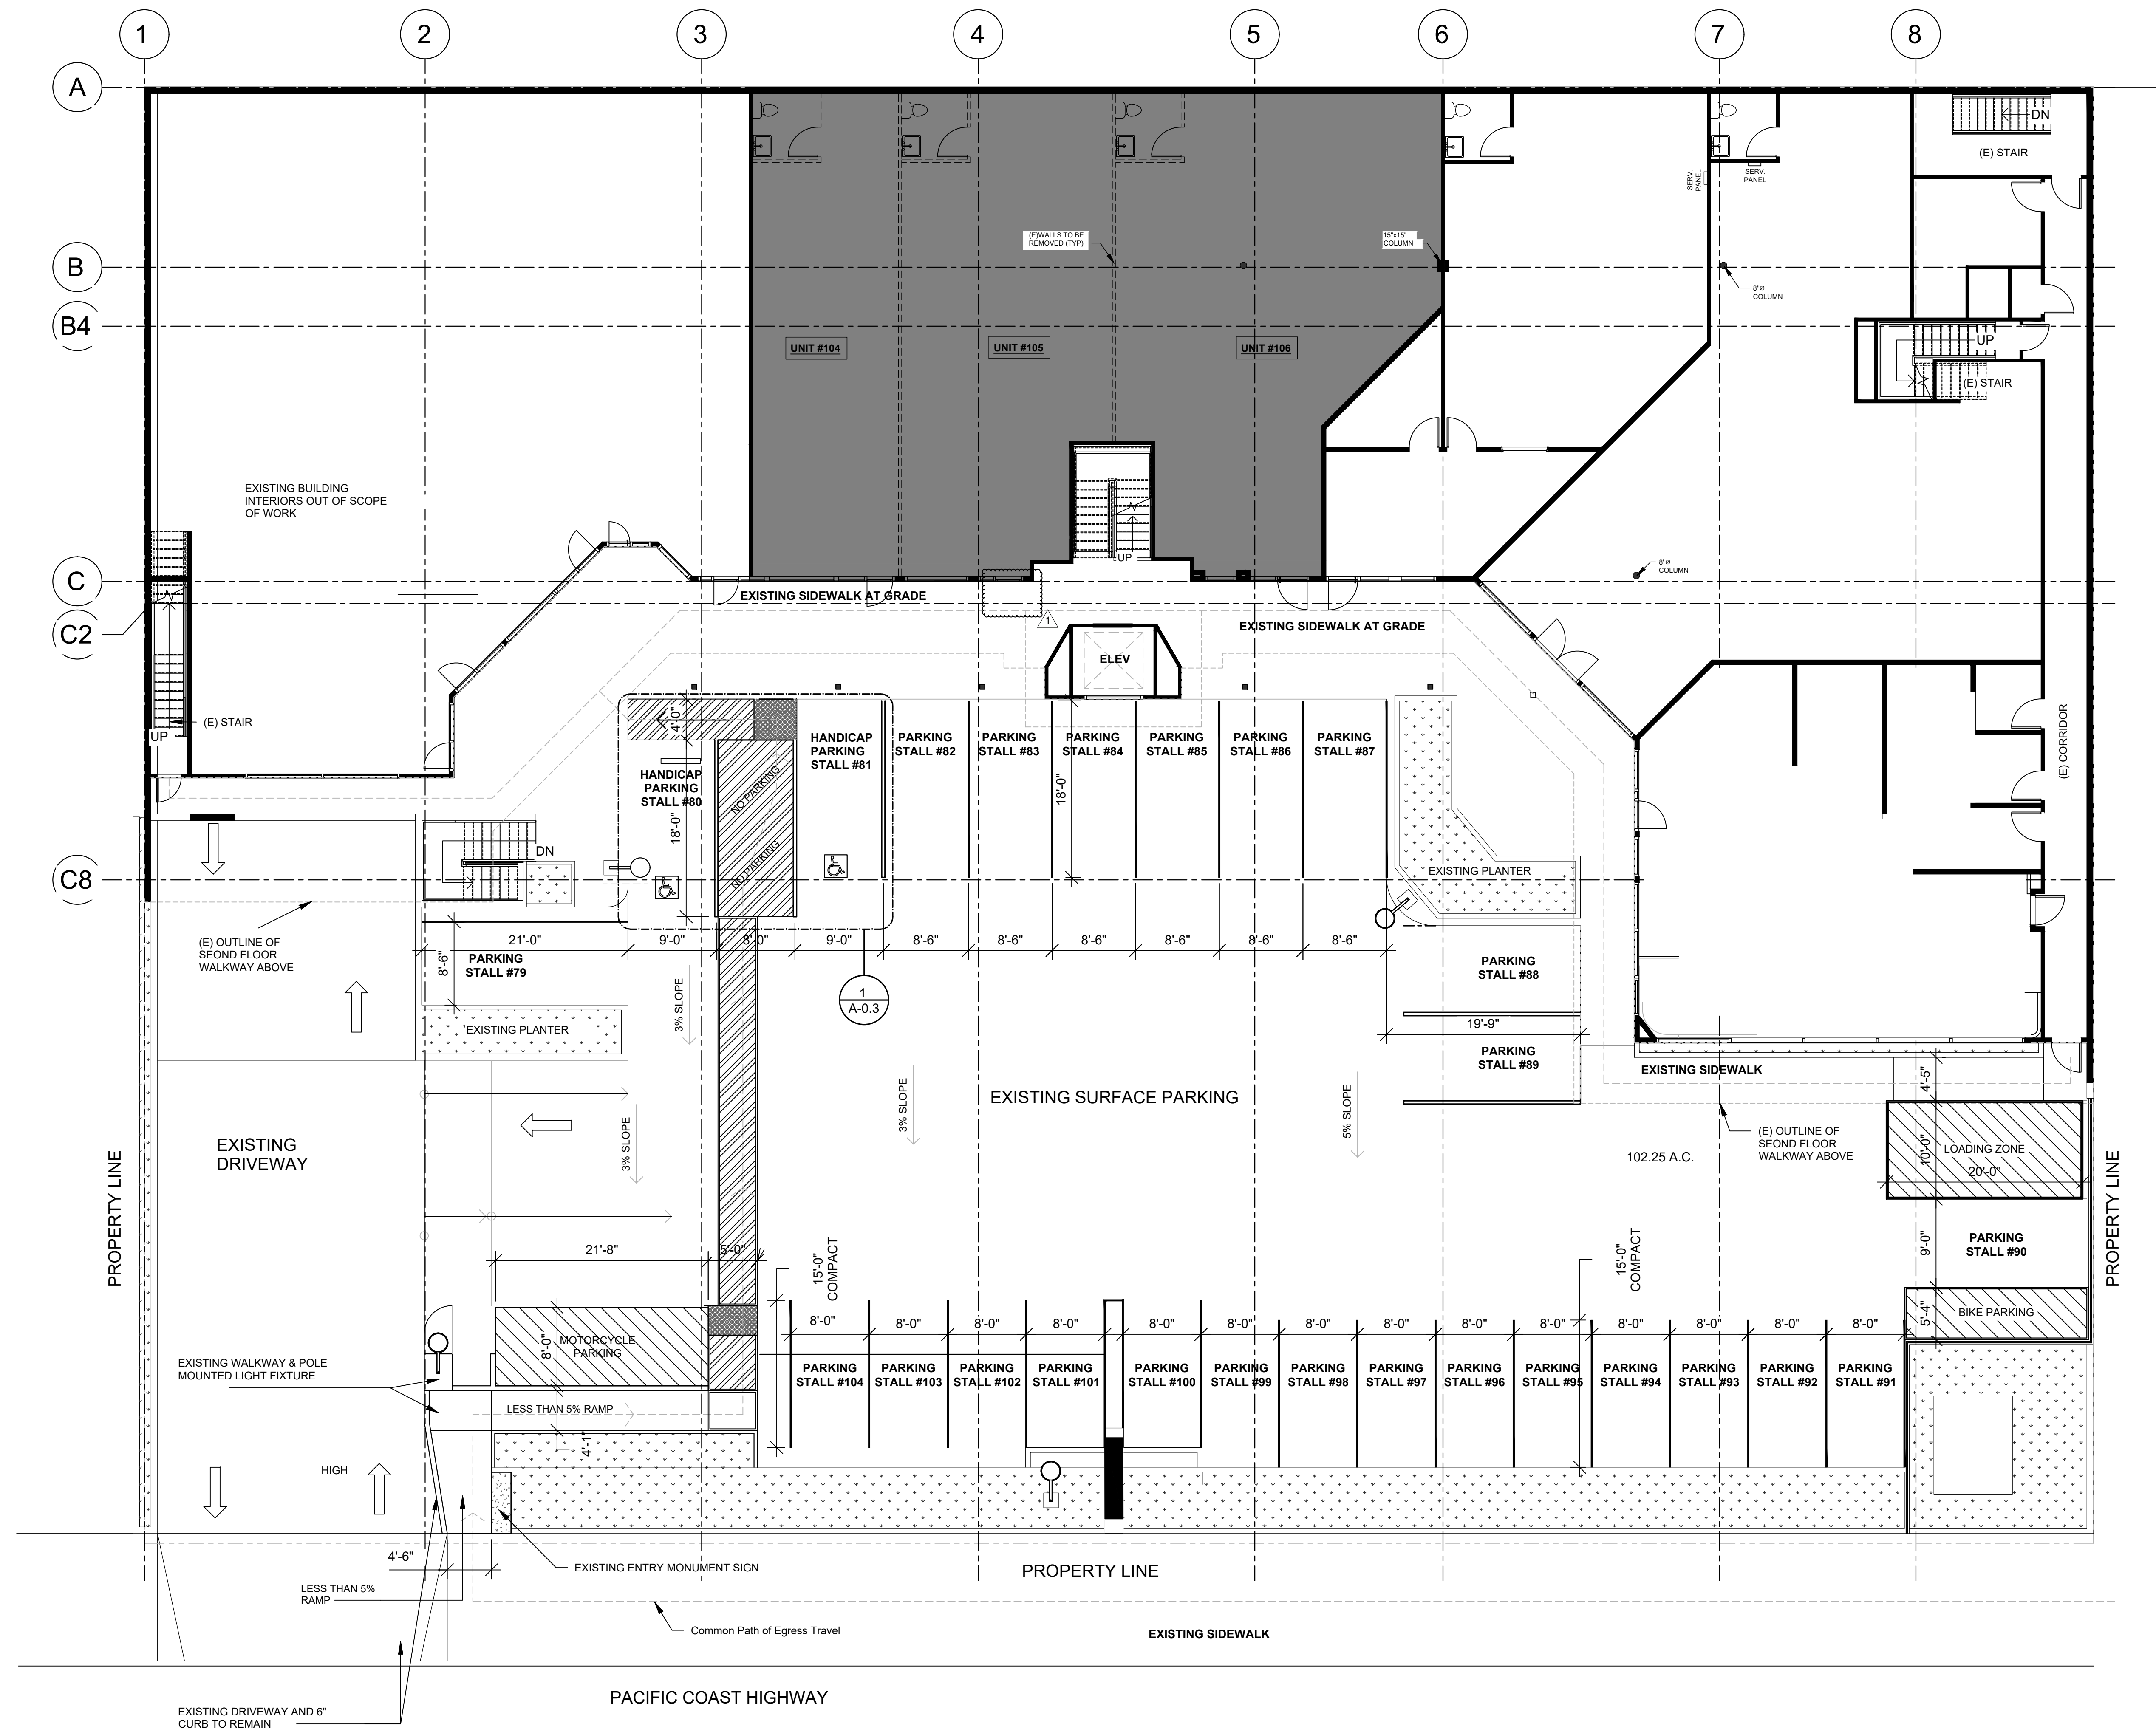 1
2
3
4
5
6
7
8
A
B
B4
C
C2
C8
DN
(E) STAIR
SERV.
PANEL
SERV.
PANEL
(E)WALLS TO BE
REMOVED (TYP)
15"x15"
COLUMN
8" Ø
COLUMN
UNIT #104
UNIT #105
UNIT #106
UP
(E) STAIR
EXISTING BUILDING
INTERIORS OUT OF SCOPE
OF WORK
UP
8" Ø
COLUMN
EXISTING SIDEWALK AT GRADE
1
EXISTING SIDEWALK AT GRADE
ELEV
(E) STAIR
UP
(E) CORRIDOR
4'-0"
HANDICAP
PARKING
STALL #80
18'-0"
NO PARKING
NO PARKING
HANDICAP
PARKING
STALL #81
PARKING
STALL #82
PARKING
STALL #83
PARKING
STALL #84
PARKING
STALL #85
PARKING
STALL #86
PARKING
STALL #87
18'-0"
DN
EXISTING PLANTER
(E) OUTLINE OF
SEOND FLOOR
WALKWAY ABOVE
21'-0"
9'-0"
8'-0"
9'-0"
8'-6"
8'-6"
8'-6"
8'-6"
8'-6"
8'-6"
8'-6"
PARKING
STALL #79
PARKING
STALL #88
1
A-0.3
3% SLOPE
EXISTING PLANTER
19'-9"
PARKING
STALL #89
EXISTING SIDEWALK
4'-5"
EXISTING SURFACE PARKING
3% SLOPE
3% SLOPE
5% SLOPE
EXISTING
DRIVEWAY
(E) OUTLINE OF
SEOND FLOOR
WALKWAY ABOVE
102.25 A.C.
LOADING ZONE
10'-0"
20'-0"
PROPERTY LINE
PROPERTY LINE
21'-8"
5'-0"
15'-0"
COMPACT
15'-0"
COMPACT
9'-0"
PARKING
STALL #90
5'-4"
BIKE PARKING
8'-0"
8'-0"
8'-0"
8'-0"
8'-0"
8'-0"
8'-0"
8'-0"
8'-0"
8'-0"
8'-0"
8'-0"
8'-0"
8'-0"
MOTORCYCLE
PARKING
8'-0"
EXISTING WALKWAY & POLE
MOUNTED LIGHT FIXTURE
PARKING
STALL #104
PARKING
STALL #103
PARKING
STALL #102
PARKING
STALL #101
PARKING
STALL #100
PARKING
STALL #99
PARKING
STALL #98
PARKING
STALL #97
PARKING
STALL #96
PARKING
STALL #95
PARKING
STALL #94
PARKING
STALL #93
PARKING
STALL #92
PARKING
STALL #91
LESS THAN 5% RAMP
4'-1"
HIGH
4'-6"
EXISTING ENTRY MONUMENT SIGN
PROPERTY LINE
LESS THAN 5%
RAMP
Common Path of Egress Travel
EXISTING SIDEWALK
PACIFIC COAST HIGHWAY
EXISTING DRIVEWAY AND 6"
CURB TO REMAIN